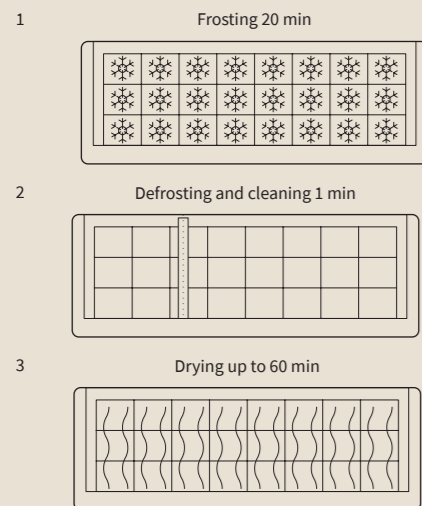 1
Frosting 20 min
2
Defrosting and cleaning 1 min
3
Drying up to 60 min